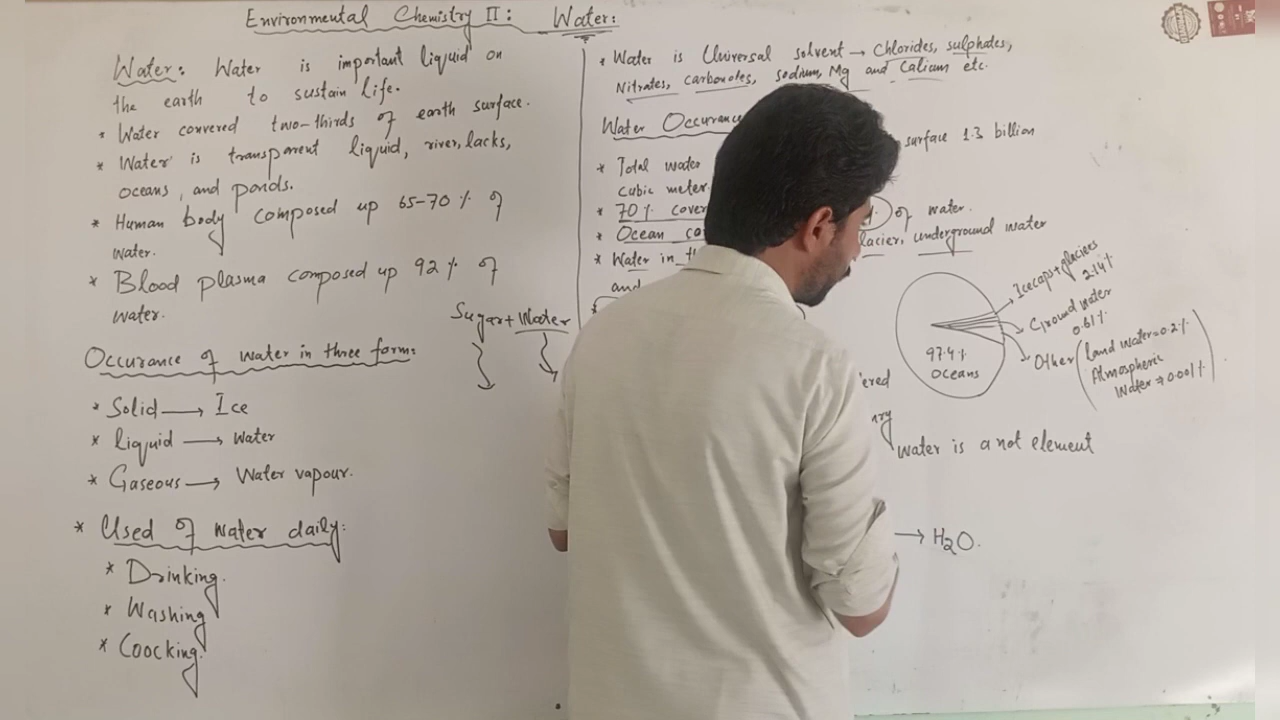 Environmental Chemistry II: Water:
Water: Water is important liquid on
the earth to sustain life.
* Water convered two-thirds of earth surface.
* Water is transparent liquid, river, lacks,
oceans, and ponds.
* Human body composed up 65-70 % of
water.
* Blood plasma composed up 92 % of
water.
Sugar + Water
Occurance of water in three form:
* Solid → Ice
* liquid → Water
* Gaseous → Water vapour.
* Used of water daily:
* Drinking.
* Washing
* Coocking.
* Water is Universal solvent → Chlorides, sulphates,
Nitrates, carbonates, sodium, Mg and Calium etc.
Water Occurance
* Total water surface 1.3 billion
cubic meter.
* 70 % cover of water.
* Ocean lacier, underground water
* Water in
and
Icecaps + glaciers
2.14 %
Ground water
0.61 %
97.4 %
Oceans
Other (land water = 0.2 %
Atmospheric
Water → 0.001 %)
ered
Water is a not element
→ H2O.